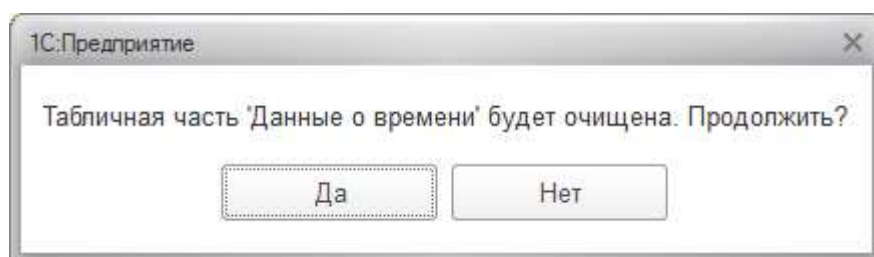 1С:Предприятие
Табличная часть 'Данные о времени' будет очищена. Продолжить?
Да
Нет